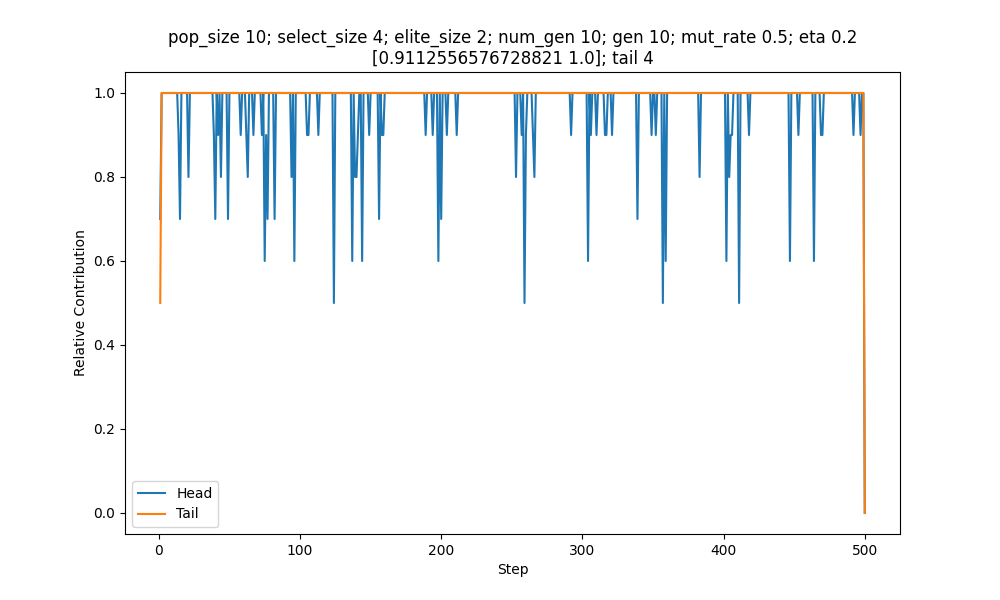 pop_size 10; select_size 4; elite_size 2; num_gen 10; gen 10; mut_rate 0.5; eta 0.2
[0.9112556576728821 1.0]; tail 4
1.0
0.8
0.6
0.4
0.2
0.0
Relative Contribution
Head
Tail
0
100
200
300
400
500
Step